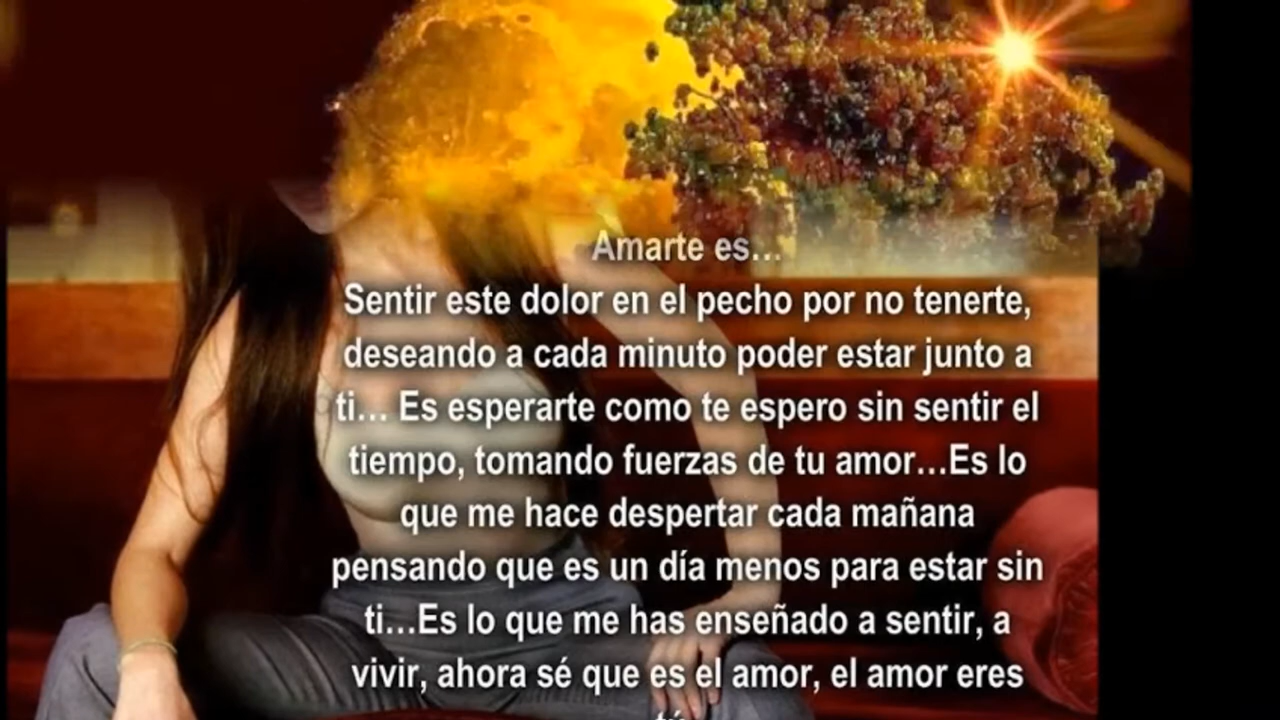 Amarte es...
Sentir este dolor en el pecho por no tenerte,
deseando a cada minuto poder estar junto a
ti... Es esperarte como te espero sin sentir el
tiempo, tomando fuerzas de tu amor...Es lo
que me hace despertar cada mañana
pensando que es un día menos para estar sin
ti...Es lo que me has enseñado a sentir, a
vivir, ahora sé que es el amor, el amor eres
tú